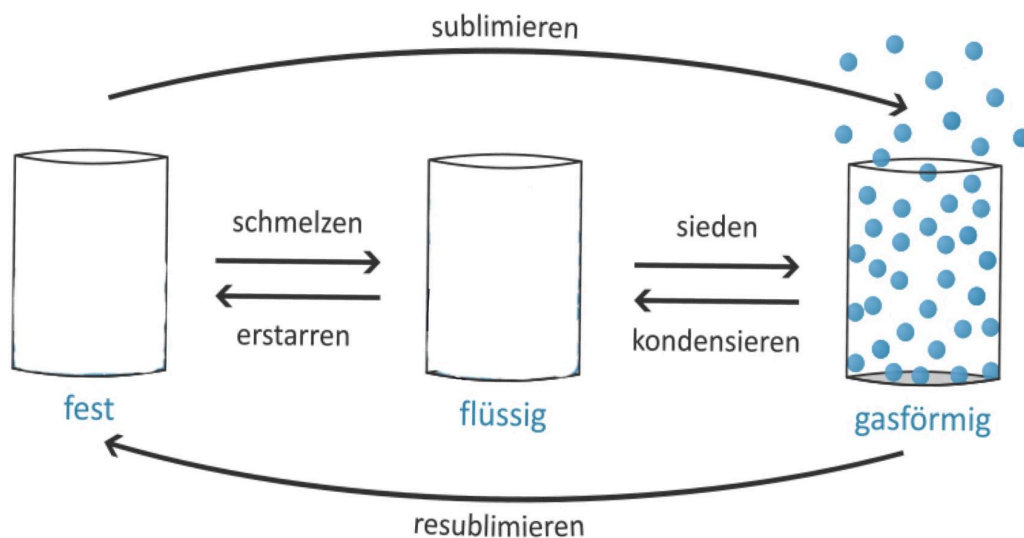 sublimieren
schmelzen
sieden
erstarren
kondensieren
fest
flüssig
gasförmig
resublimieren